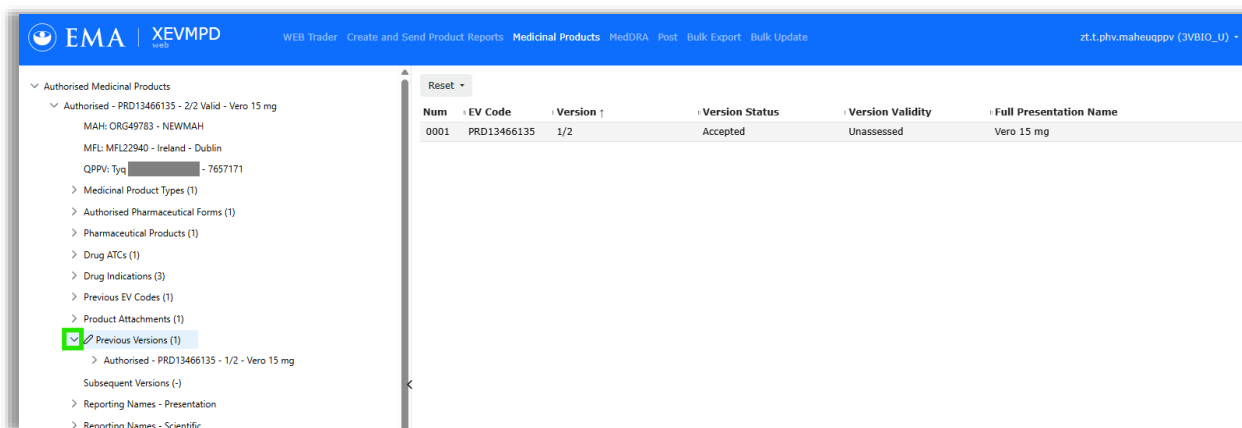 EMA | XEVMPD web
WEB Trader Create and Send Product Reports Medicinal Products MedDRA Post Bulk Export Bulk Update
zt.t.phv.maheuqppv (3VBIO_U)
Authorised Medicinal Products
Authorised - PRD13466135 - 2/2 Valid - Vero 15 mg
MAH: ORG49783 - NEWMAH
MFL: MFL22940 - Ireland - Dublin
QPPV: Tyq - 7657171
Medicinal Product Types (1)
Authorised Pharmaceutical Forms (1)
Pharmaceutical Products (1)
Drug ATCs (1)
Drug Indications (3)
Previous EV Codes (1)
Product Attachments (1)
Previous Versions (1)
Authorised - PRD13466135 - 1/2 - Vero 15 mg
Subsequent Versions (-)
Reporting Names - Presentation
Reporting Names - Scientific
Reset
Num EV Code Version ↑ Version Status Version Validity Full Presentation Name
0001 PRD13466135 1/2 Accepted Unassessed Vero 15 mg